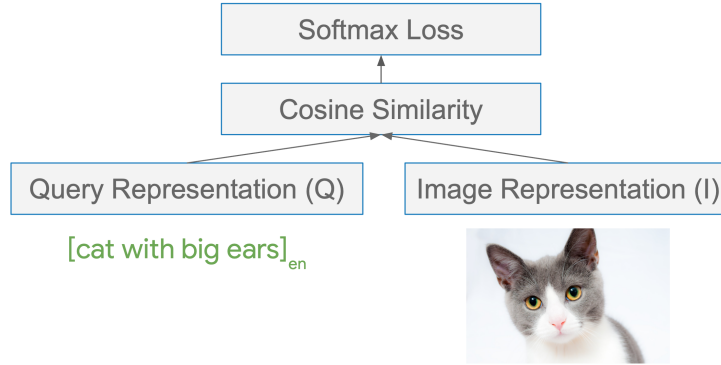 Softmax Loss
Cosine Similarity
Query Representation (Q)
Image Representation (I)
[cat with big ears]en